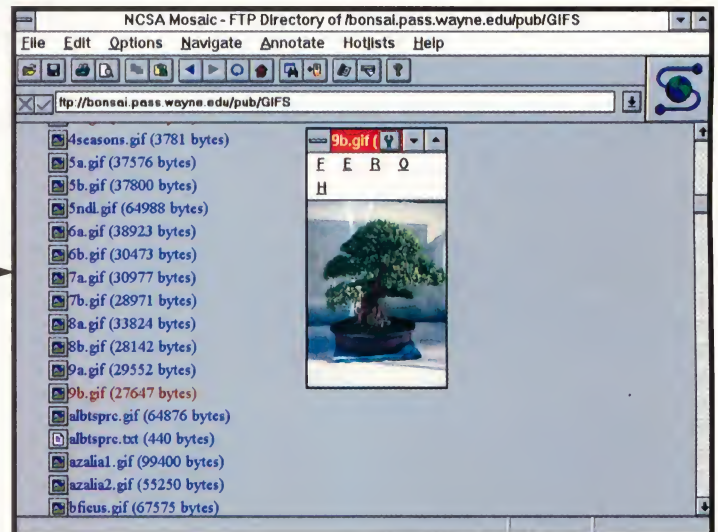 NCSA Mosaic - FTP Directory of /bonsai.pass.wayne.edu/pub/GIFS
File Edit Options Navigate Annotate Hotlists Help
ftp://bonsai.pass.wayne.edu/pub/GIFS
4seasons.gif (3781 bytes)
5a.gif (37576 bytes)
5b.gif (37800 bytes)
5ndl.gif (64988 bytes)
6a.gif (38923 bytes)
6b.gif (30473 bytes)
7a.gif (30977 bytes)
7b.gif (28971 bytes)
8a.gif (33824 bytes)
8b.gif (28142 bytes)
9a.gif (29552 bytes)
9b.gif (27647 bytes)
albtsprc.gif (64876 bytes)
albtsprc.txt (440 bytes)
azalia1.gif (99400 bytes)
azalia2.gif (55250 bytes)
bficus.gif (67575 bytes)
9b.gif (
F E R O
H